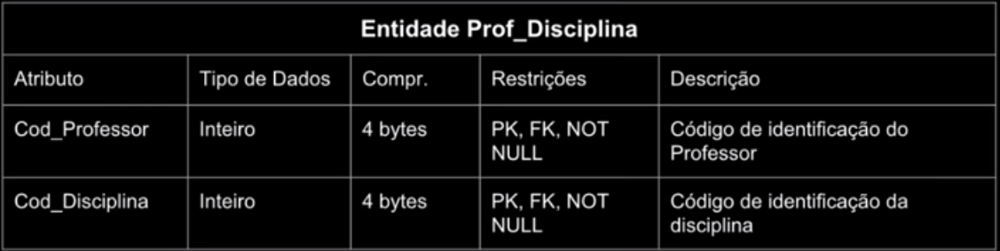 Entidade Prof_Disciplina
Atributo Tipo de Dados Compr. Restrições Descrição
Cod_Professor Inteiro 4 bytes PK, FK, NOT NULL Código de identificação do Professor
Cod_Disciplina Inteiro 4 bytes PK, FK, NOT NULL Código de identificação da disciplina